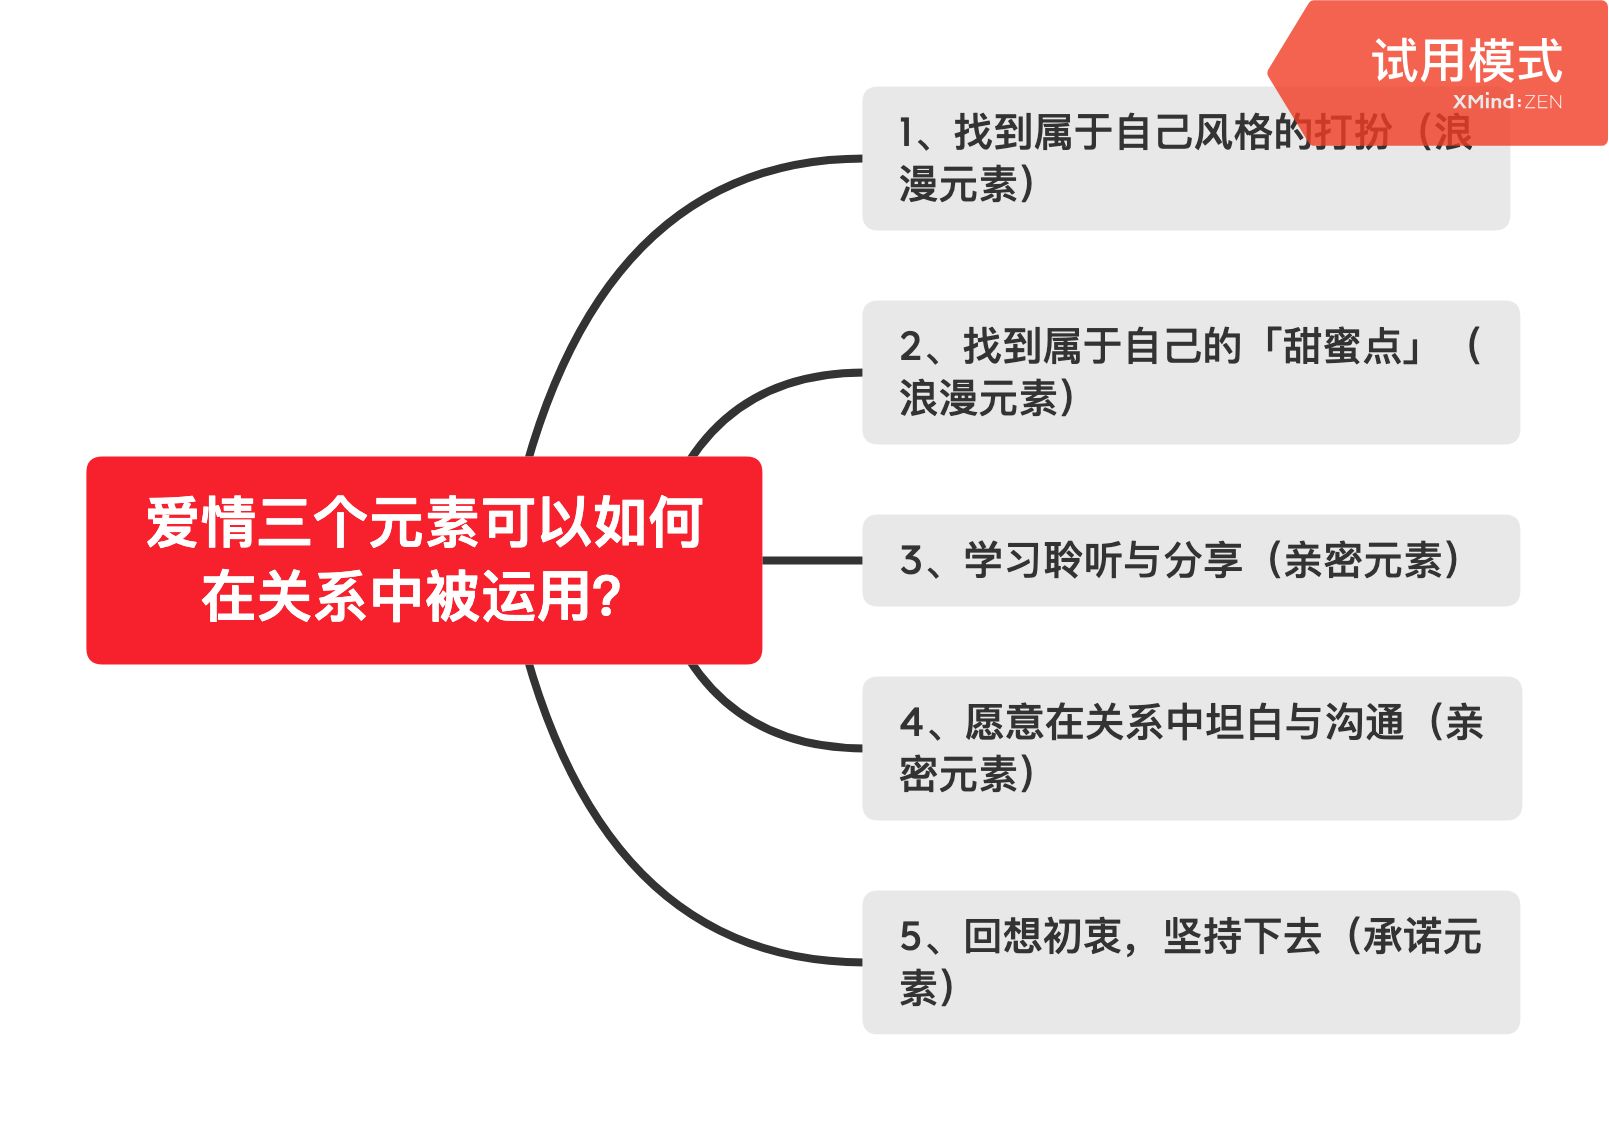 试用模式
XMind:ZEN
1、找到属于自己风格的打扮（浪
漫元素）
2、找到属于自己的「甜蜜点」（
浪漫元素）
爱情三个元素可以如何
在关系中被运用？
3、学习聆听与分享（亲密元素）
4、愿意在关系中坦白与沟通（亲
密元素）
5、回想初衷，坚持下去（承诺元
素）